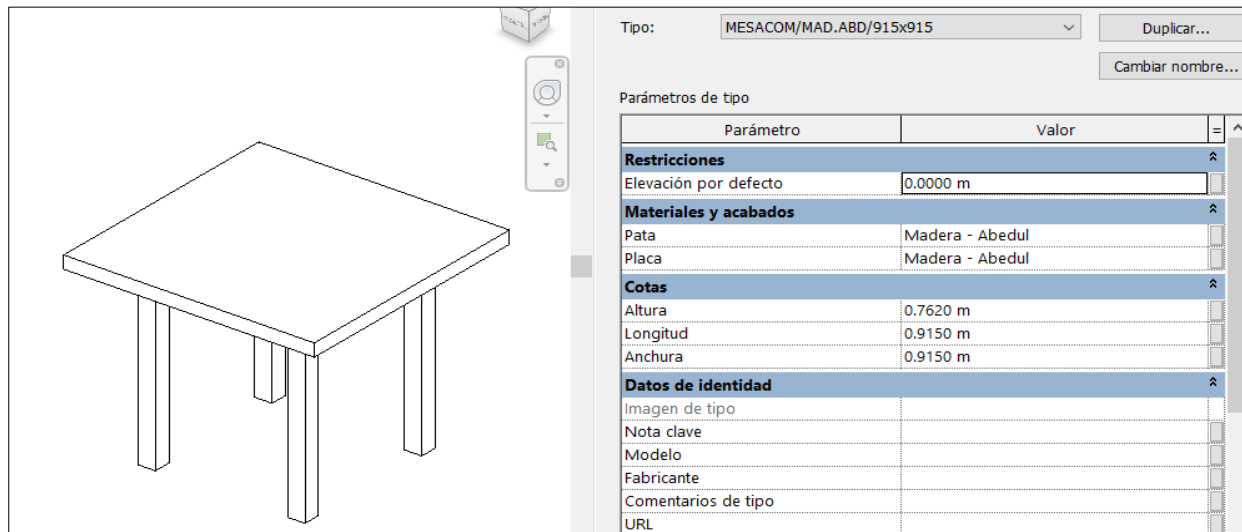 Tipo: MESACOM/MAD.ABD/915x915 Duplicar...
Cambiar nombre...
Parámetros de tipo
Parámetro Valor =
Restricciones
Elevación por defecto 0.0000 m
Materiales y acabados
Pata Madera - Abedul
Placa Madera - Abedul
Cotas
Altura 0.7620 m
Longitud 0.9150 m
Anchura 0.9150 m
Datos de identidad
Imagen de tipo
Nota clave
Modelo
Fabricante
Comentarios de tipo
URL